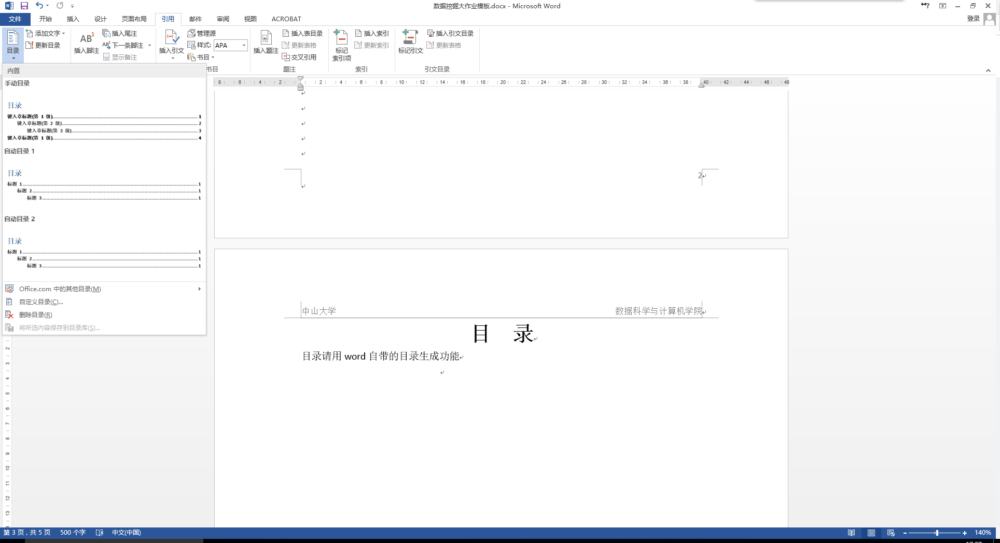 数据挖掘大作业模板.docx - Microsoft Word
文件 开始 插入 设计 页面布局 引用 邮件 审阅 视图 ACROBAT 登录
目录
添加文字
更新目录
AB1
插入脚注
插入尾注
下一条脚注
显示备注
插入引文
管理源
样式: APA
书目
书目
插入题注
插入表目录
更新表格
交叉引用
题注
标记
索引项
插入索引
更新索引
索引
标记引文
插入引文目录
更新表格
引文目录
内置
手动目录
目录
键入章标题(第 1 级) 1
键入章标题(第 2 级) 2
键入章标题(第 3 级) 3
键入章标题(第 1 级) 4
自动目录 1
目录
标题 1 1
标题 2 1
标题 3 1
自动目录 2
目录
标题 1 1
标题 2 1
标题 3 1
Office.com 中的其他目录(M)
自定义目录(C)...
删除目录(R)
将所选内容保存到目录库(S)...
8 6 4 2 2 4 6 8 10 12 14 16 18 20 22 24 26 28 30 32 34 36 38 40 42 44 46 48
2
中山大学 数据科学与计算机学院
目 录
目录请用 word 自带的目录生成功能
2
3
4
5
6
7
8
9
10
11
12
13
第 3 页，共 5 页 500 个字 中文(中国) 140%